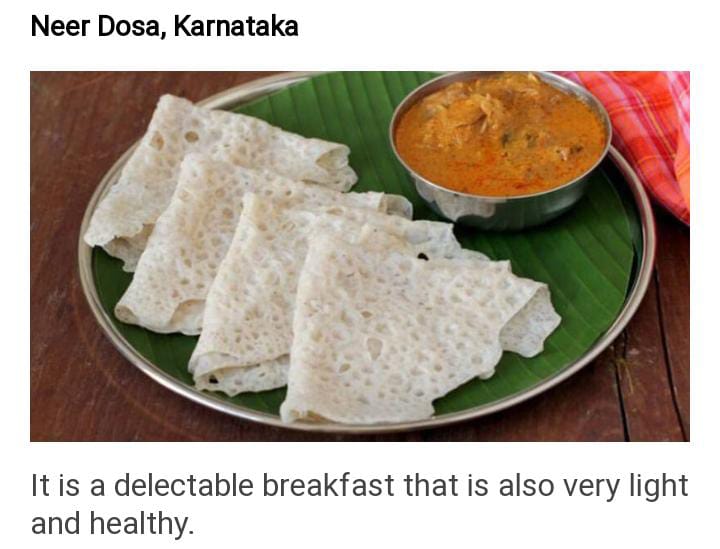 Neer Dosa, Karnataka
It is a delectable breakfast that is also very light
and healthy.